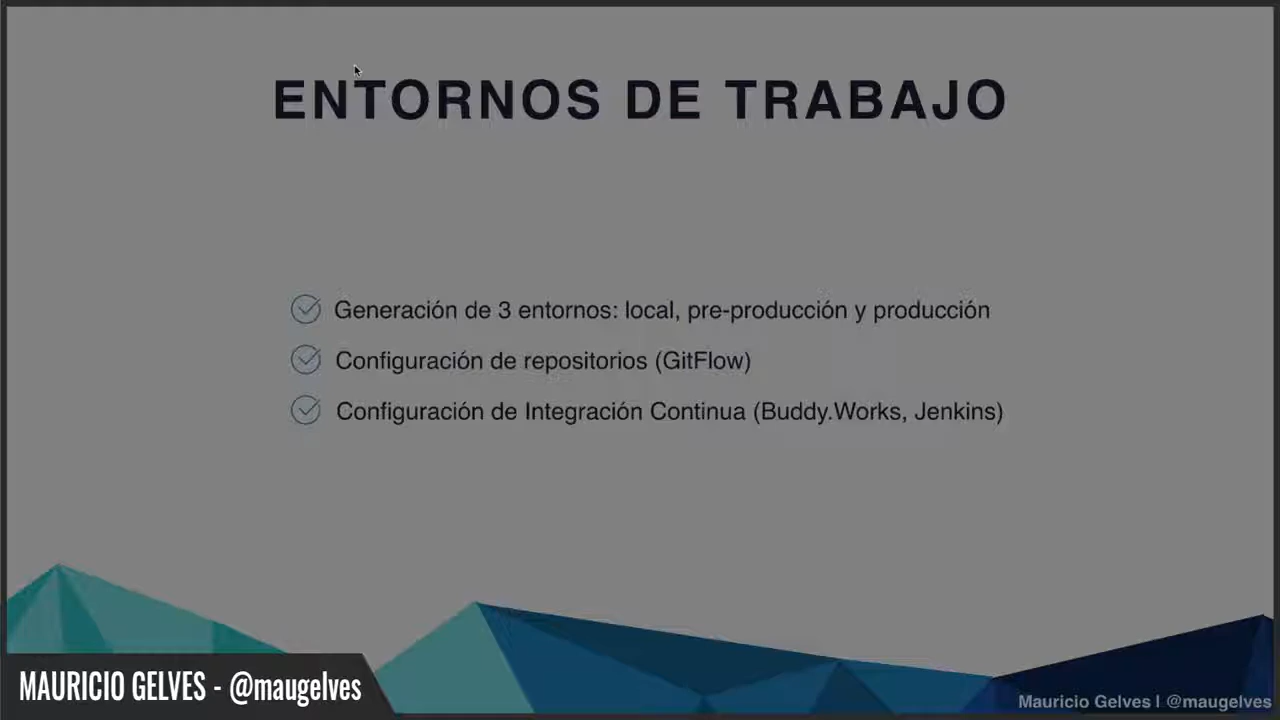 ENTORNOS DE TRABAJO
Generación de 3 entornos: local, pre-producción y producción
Configuración de repositorios (GitFlow)
Configuración de Integración Continua (Buddy.Works, Jenkins)
MAURICIO GELVES - @maugelves
Mauricio Gelves | @maugelves